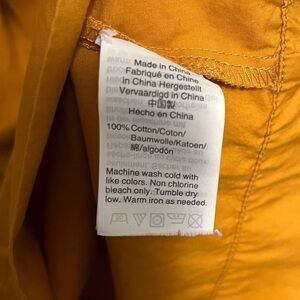 Made in China
Fabriqué en Chine
in China Hergestellt
Vervaardigd in China
中国製
Hecho en China
100% Cotton/Coton/
Baumwolle/Katoen/
綿/algodón
Machine wash cold with
like colors. Non chlorine
bleach only. Tumble dry
low. Warm iron as needed.